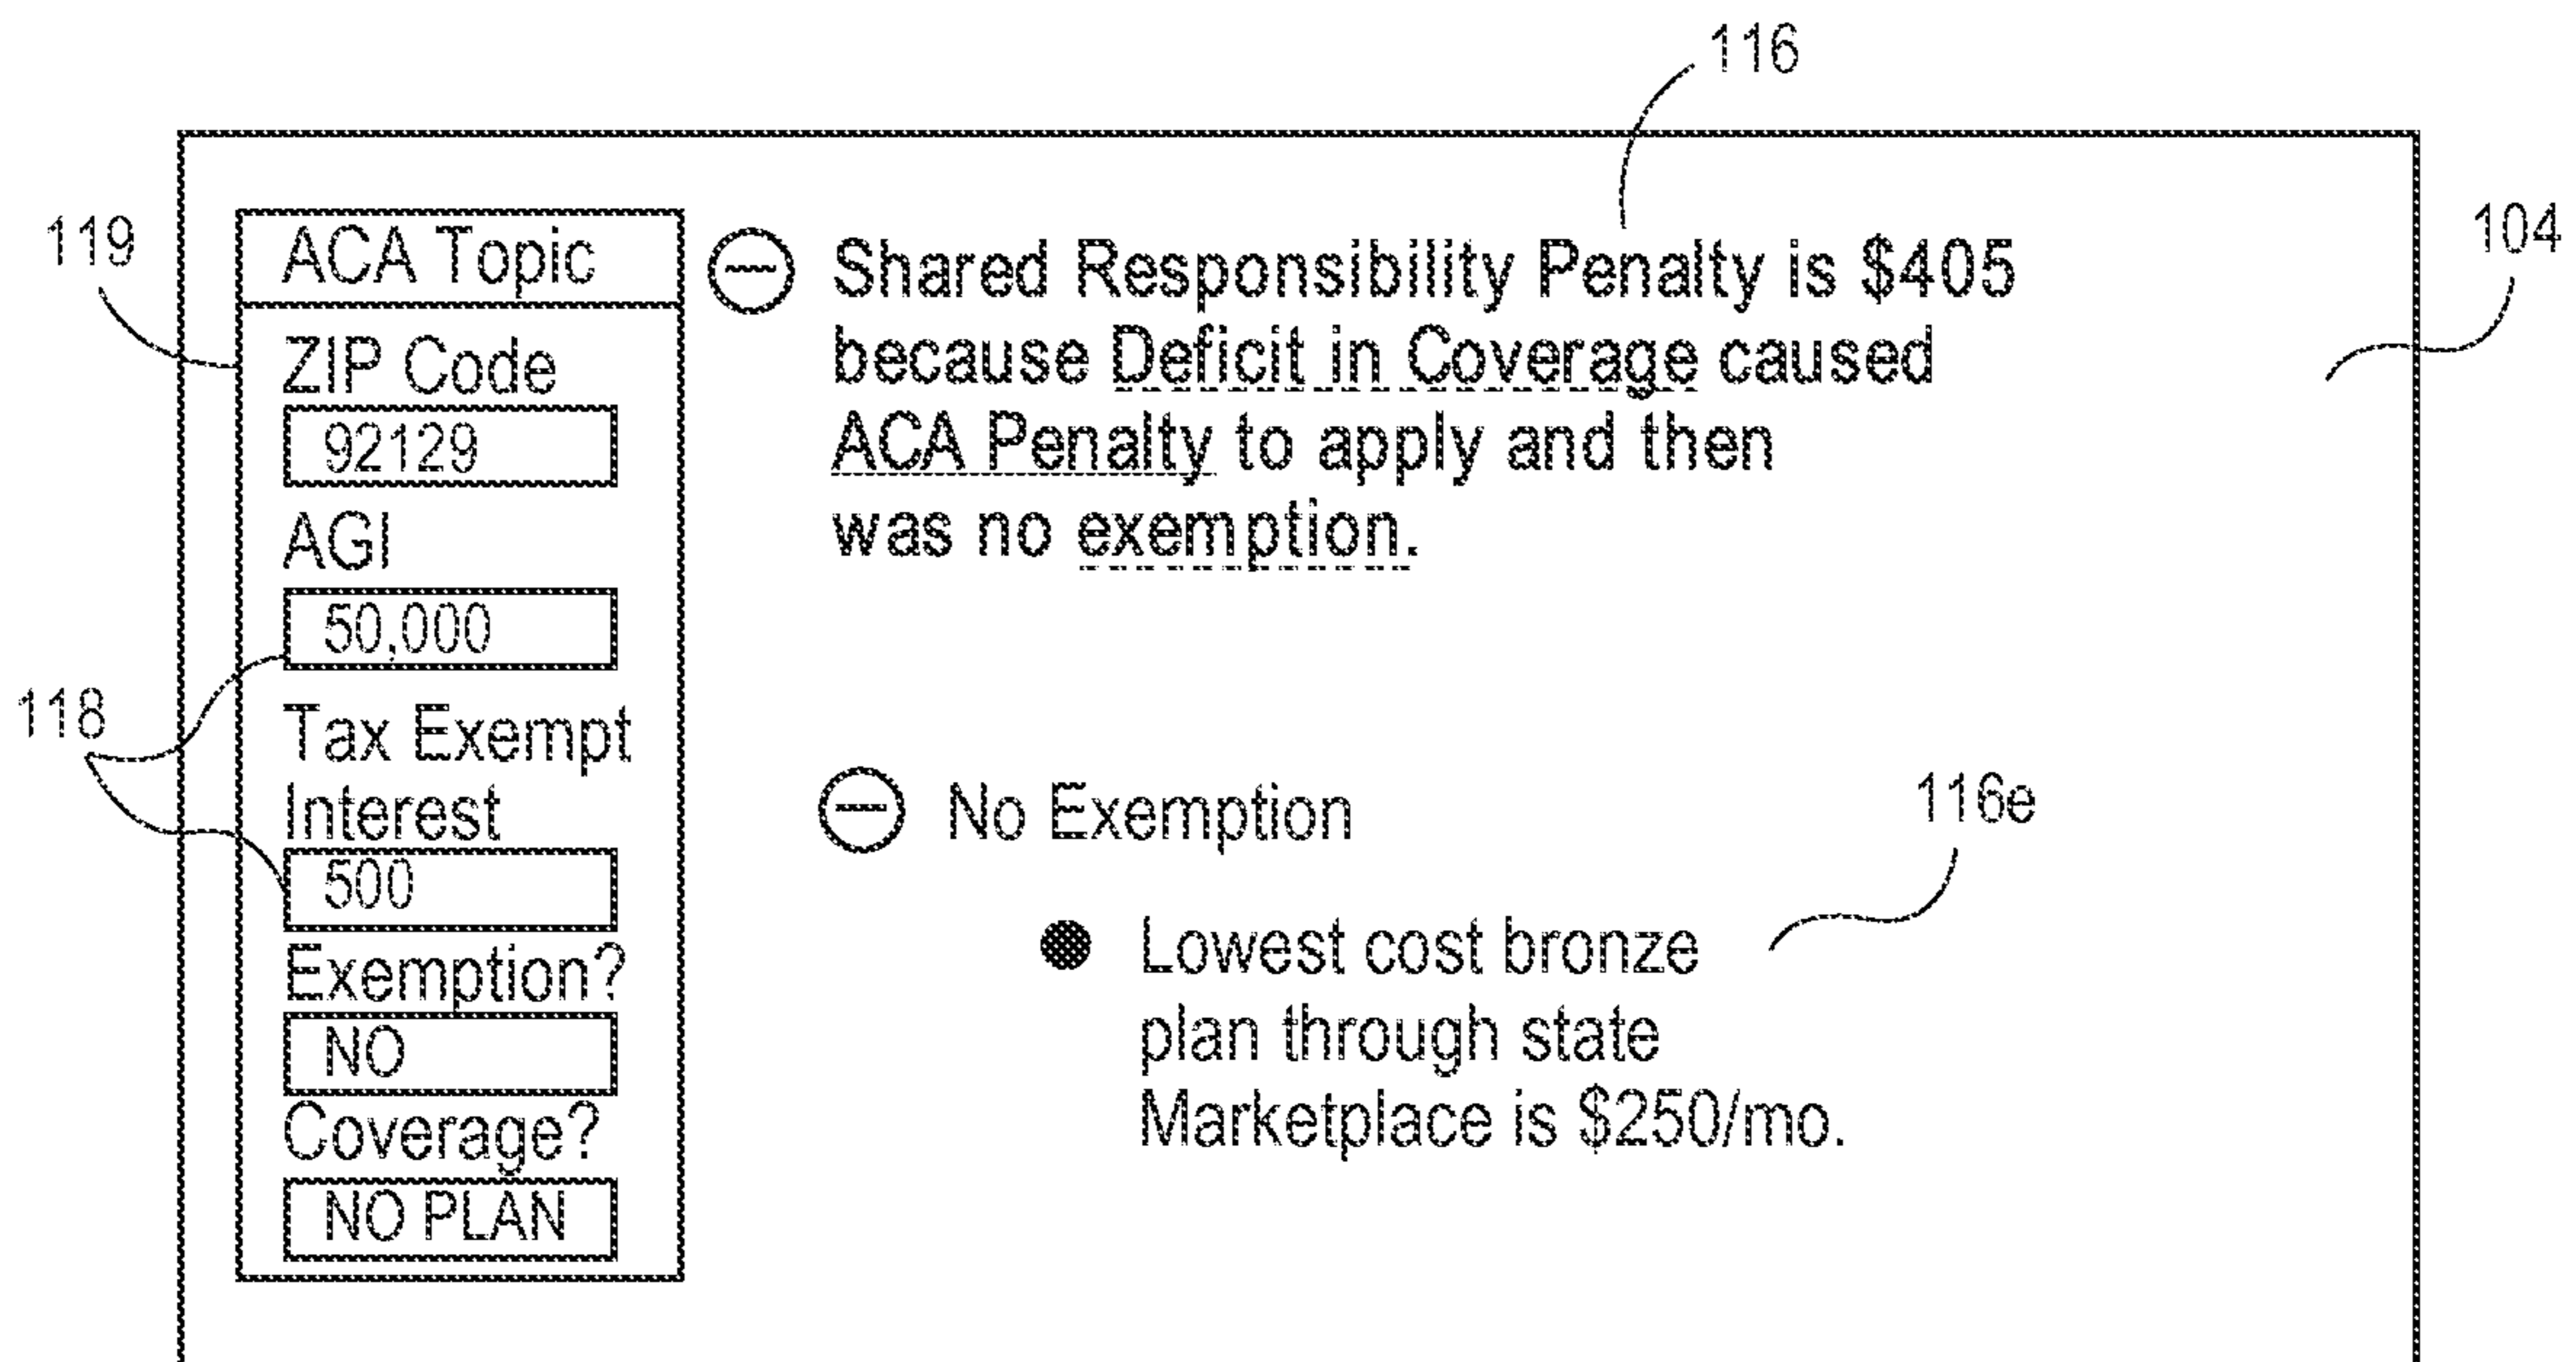 116
119
104
ACA Topic
ZIP Code
92129
AGI
50,000
118
Tax Exempt
Interest
500
Exemption?
NO
Coverage?
NO PLAN
Shared Responsibility Penalty is $405
because Deficit in Coverage caused
ACA Penalty to apply and then
was no exemption.
No Exemption
116e
Lowest cost bronze
plan through state
Marketplace is $250/mo.